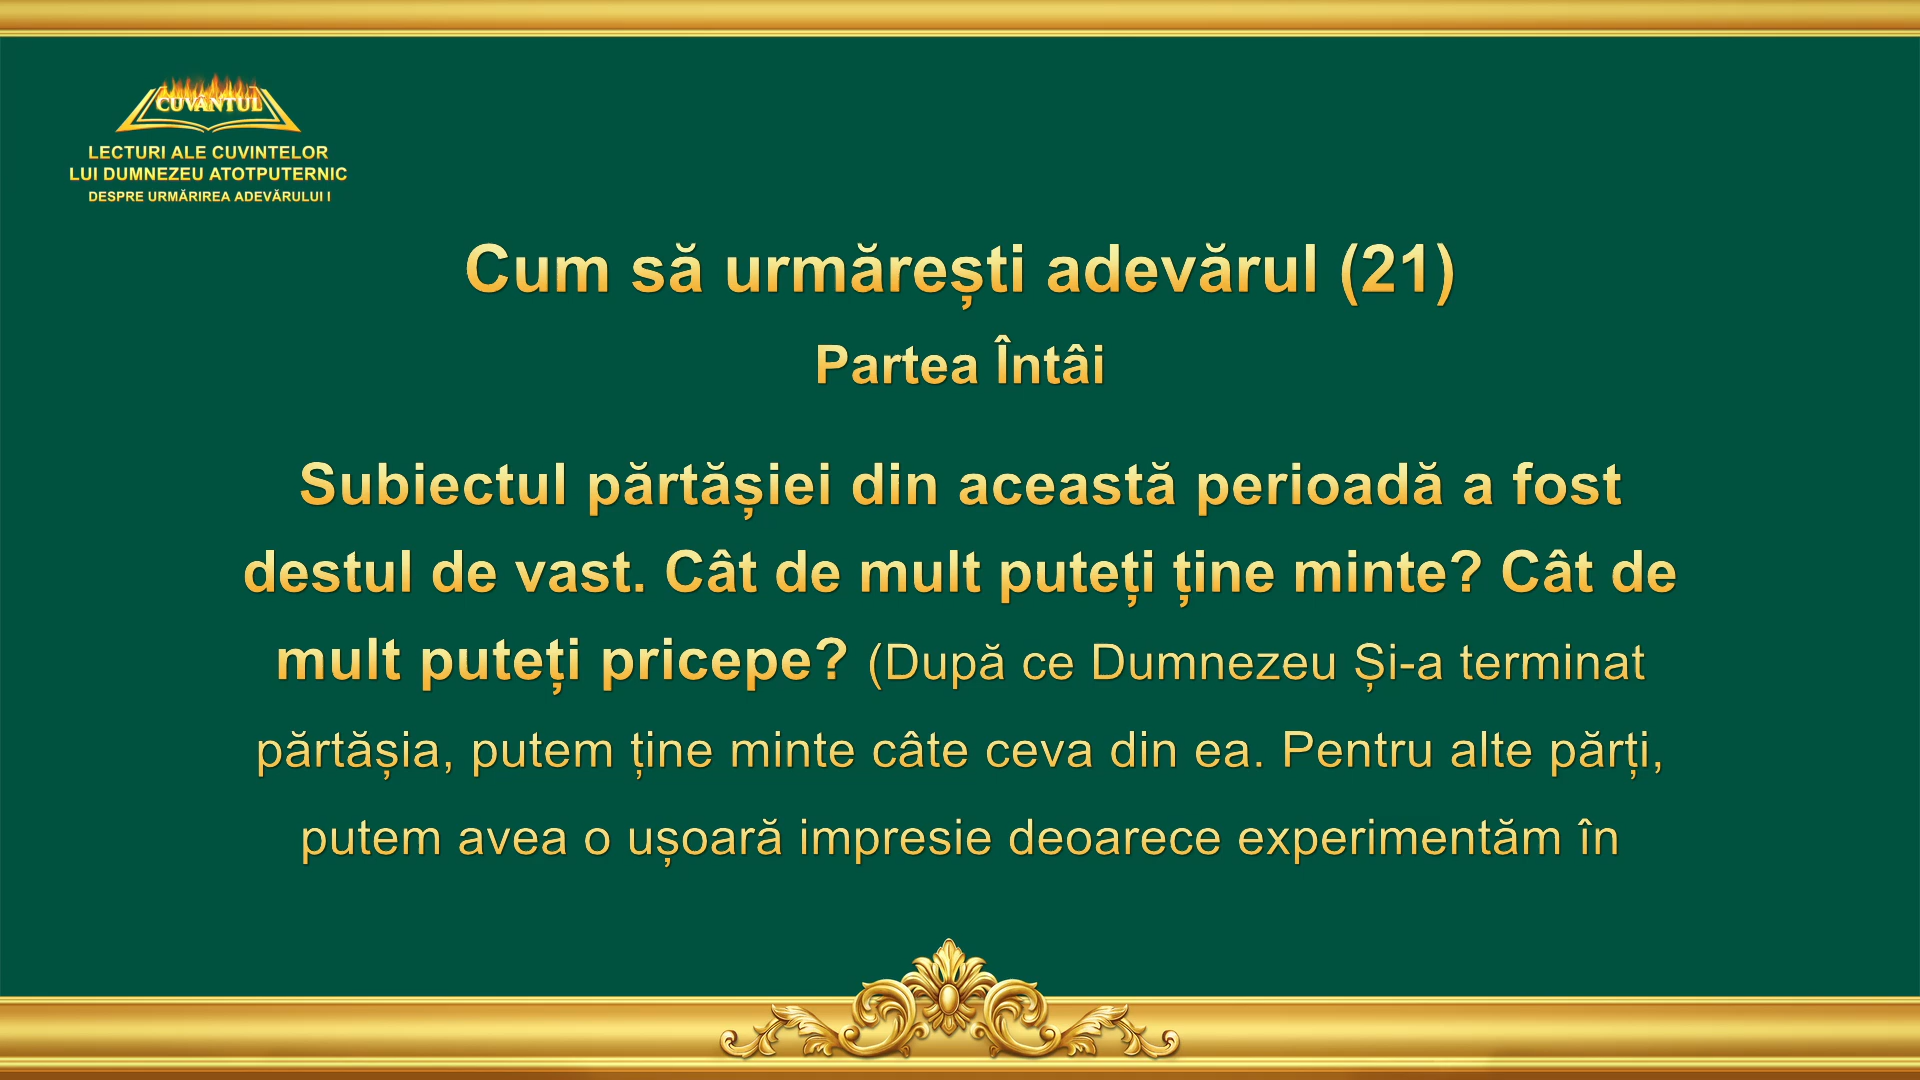 CUVÂNTUL
LECTURI ALE CUVINTELOR
LUI DUMNEZEU ATOTPUTERNIC
DESPRE URMĂRIREA ADEVĂRULUI I
Cum să urmărești adevărul (21)
Partea Întâi
Subiectul părtășiei din această perioadă a fost
destul de vast. Cât de mult puteți ține minte? Cât de
mult puteți pricepe? (După ce Dumnezeu Și-a terminat
părtășia, putem ține minte câte ceva din ea. Pentru alte părți,
putem avea o ușoară impresie deoarece experimentăm în